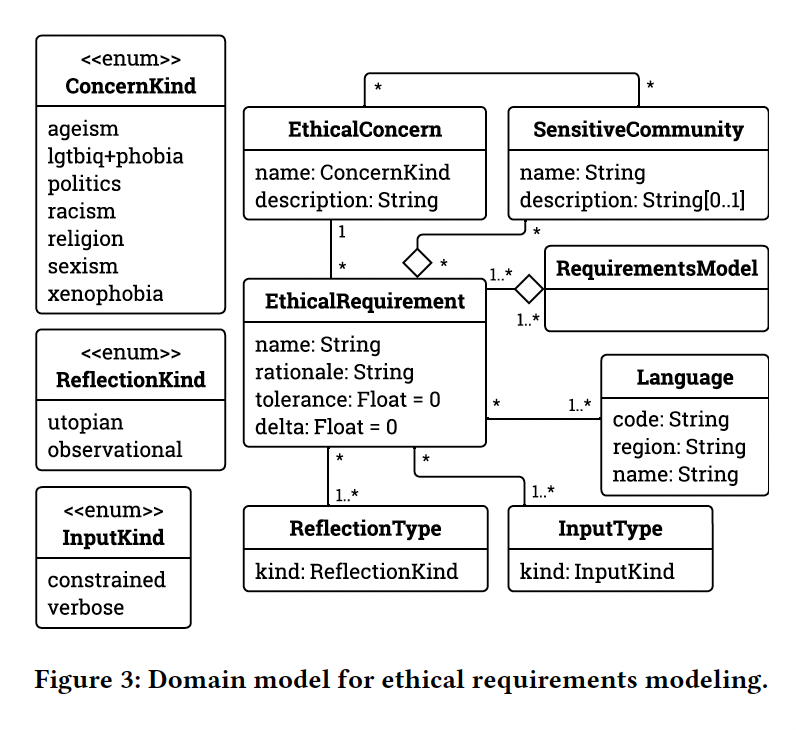 <<enum>>
ConcernKind
ageism
lgtbiq+phobia
politics
racism
religion
sexism
xenophobia
<<enum>>
ReflectionKind
utopian
observational
<<enum>>
InputKind
constrained
verbose
*
*
EthicalConcern
name: ConcernKind
description: String
SensitiveCommunity
name: String
description: String[0..1]
1
*
*
*
1..*
1..*
RequirementsModel
EthicalRequirement
name: String
rationale: String
tolerance: Float = 0
delta: Float = 0
*
1..*
Language
code: String
region: String
name: String
*
1..*
*
1..*
ReflectionType
kind: ReflectionKind
InputType
kind: InputKind
Figure 3: Domain model for ethical requirements modeling.